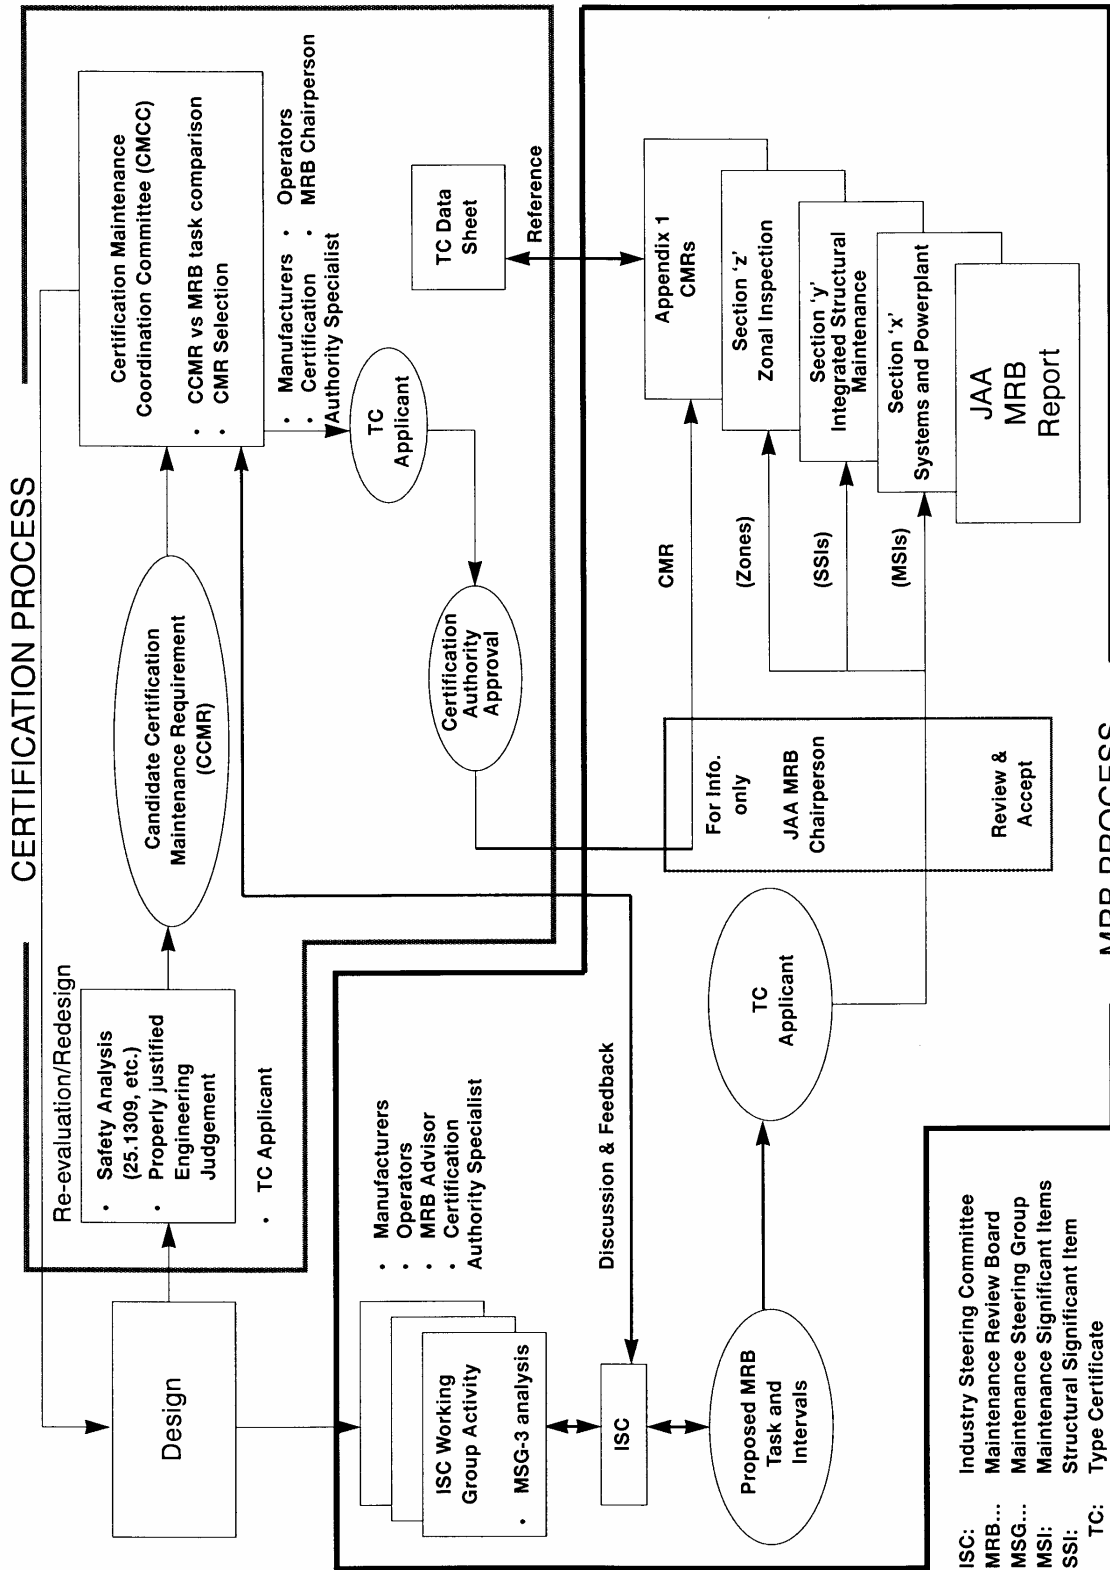 CERTIFICATION PROCESS
Re-evaluation/Redesign
Design
• Safety Analysis
(25.1309, etc.)
• Properly justified
Engineering
Judgement
• TC Applicant
Candidate Certification
Maintenance Requirement
(CCMR)
Certification Maintenance
Coordination Committee (CMCC)
• CCMR vs MRB task comparison
• CMR Selection
• Manufacturers • Operators
• Certification • MRB Chairperson
Authority Specialist
TC
Applicant
Certification
Authority
Approval
TC Data
Sheet
Reference
ISC Working
Group Activity
• MSG-3 analysis
• Manufacturers
• Operators
• MRB Advisor
• Certification
Authority Specialist
ISC
Discussion & Feedback
Proposed MRB
Task and
Intervals
TC
Applicant
For Info.
only
JAA MRB
Chairperson
Review &
Accept
CMR
(Zones)
(SSIs)
(MSIs)
Appendix 1
CMRs
Section ‘z’
Zonal Inspection
Section ‘y’
Integrated Structural
Maintenance
Section ‘x’
Systems and Powerplant
JAA
MRB
Report
ISC: Industry Steering Committee
MRB... Maintenance Review Board
MSG... Maintenance Steering Group
MSI: Maintenance Significant Items
SSI: Structural Significant Item
TC: Type Certificate
MRB PROCESS